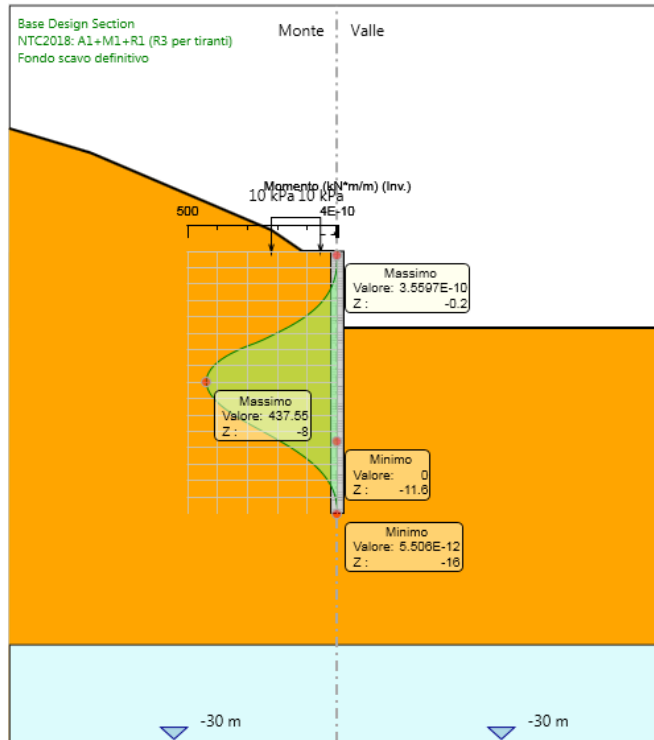 Base Design Section
NTC2018: A1+M1+R1 (R3 per tiranti)
Fondo scavo definitivo
Monte Valle
Momento (kN*m/m) (Inv.)
10 kPa 10 kPa
500 4E-10
Massimo
Valore: 3.5597E-10
Z : -0.2
Massimo
Valore: 437.55
Z : -8
Minimo
Valore: 0
Z : -11.6
Minimo
Valore: 5.506E-12
Z : -16
-30 m -30 m